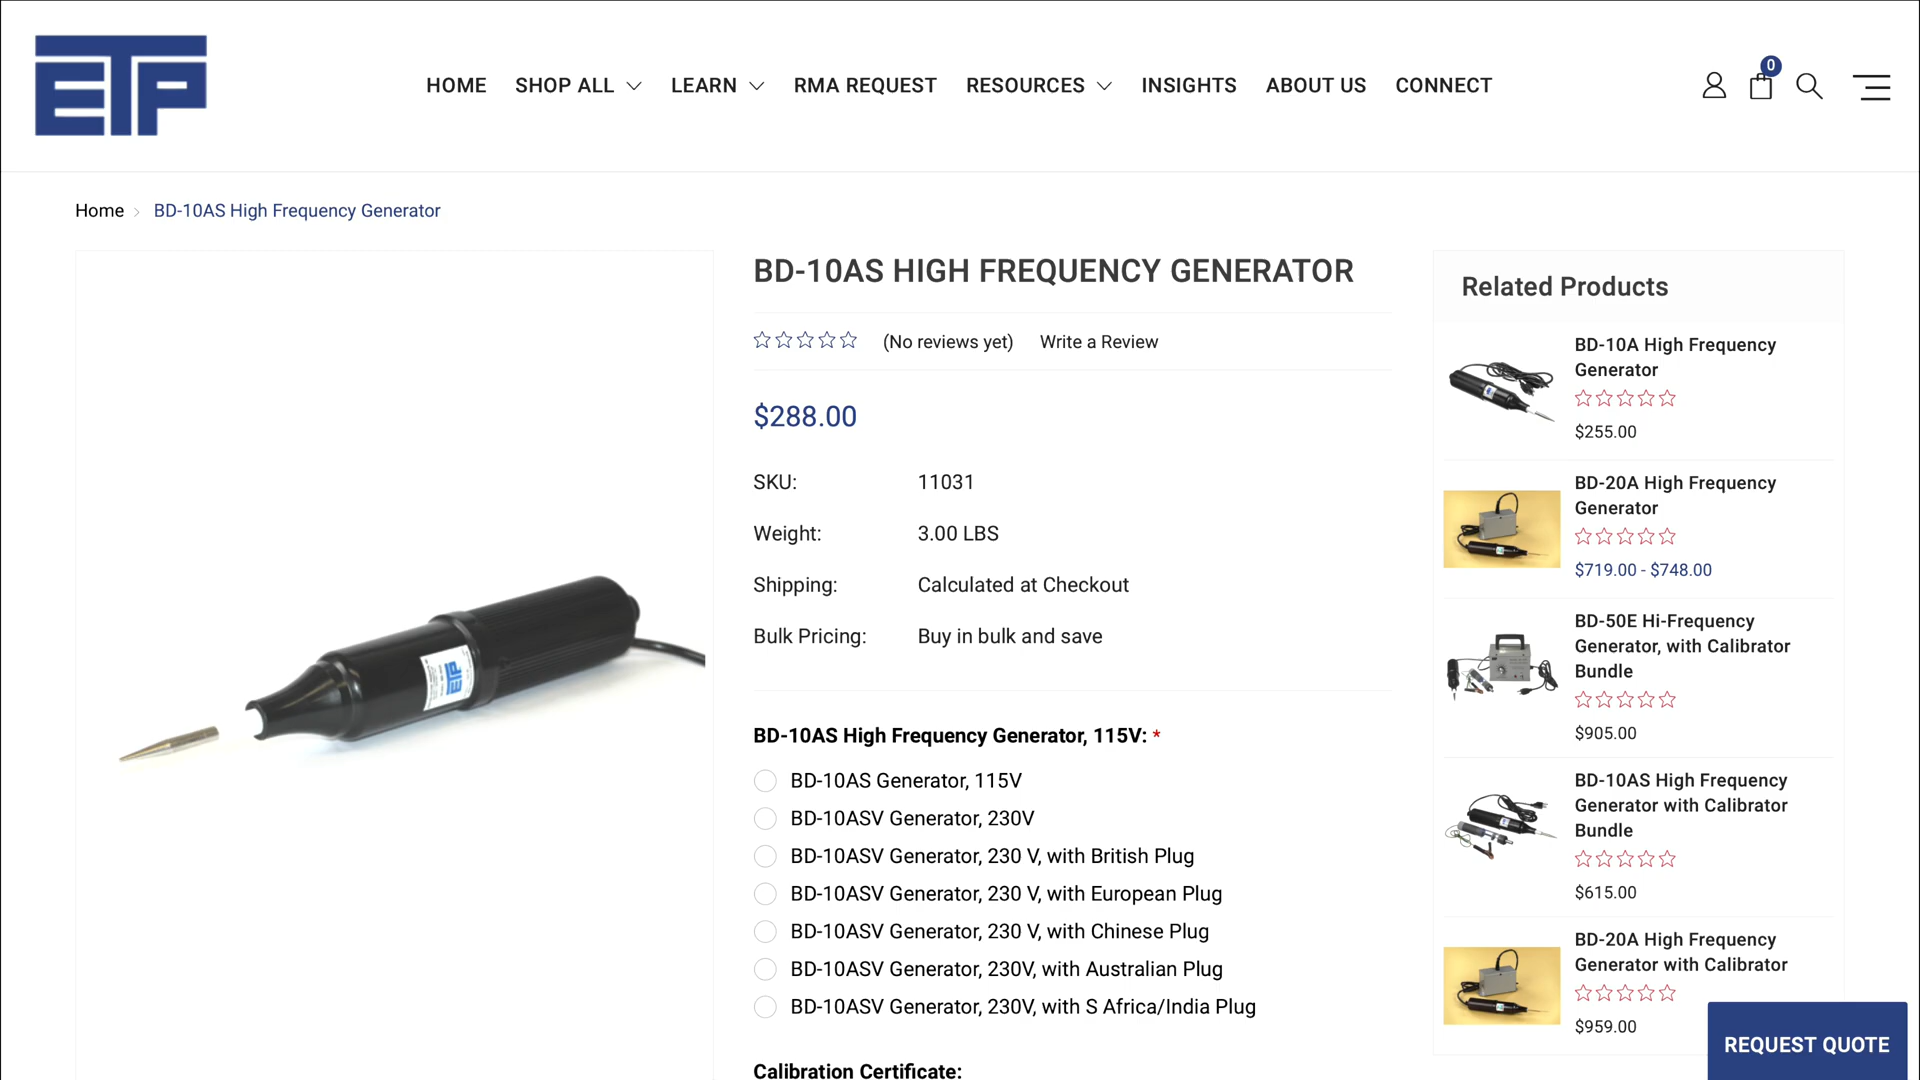 ETP
HOME SHOP ALL LEARN RMA REQUEST RESOURCES INSIGHTS ABOUT US CONNECT
0
Home BD-10AS High Frequency Generator
BD-10AS HIGH FREQUENCY GENERATOR
(No reviews yet) Write a Review
$288.00
SKU: 11031
Weight: 3.00 LBS
Shipping: Calculated at Checkout
Bulk Pricing: Buy in bulk and save
BD-10AS High Frequency Generator, 115V: *
BD-10AS Generator, 115V
BD-10ASV Generator, 230V
BD-10ASV Generator, 230 V, with British Plug
BD-10ASV Generator, 230 V, with European Plug
BD-10ASV Generator, 230 V, with Chinese Plug
BD-10ASV Generator, 230V, with Australian Plug
BD-10ASV Generator, 230V, with S Africa/India Plug
Calibration Certificate:
ETP
Related Products
BD-10A High Frequency
Generator
$255.00
BD-20A High Frequency
Generator
$719.00 - $748.00
BD-50E Hi-Frequency
Generator, with Calibrator
Bundle
$905.00
BD-10AS High Frequency
Generator with Calibrator
Bundle
$615.00
BD-20A High Frequency
Generator with Calibrator
$959.00
REQUEST QUOTE